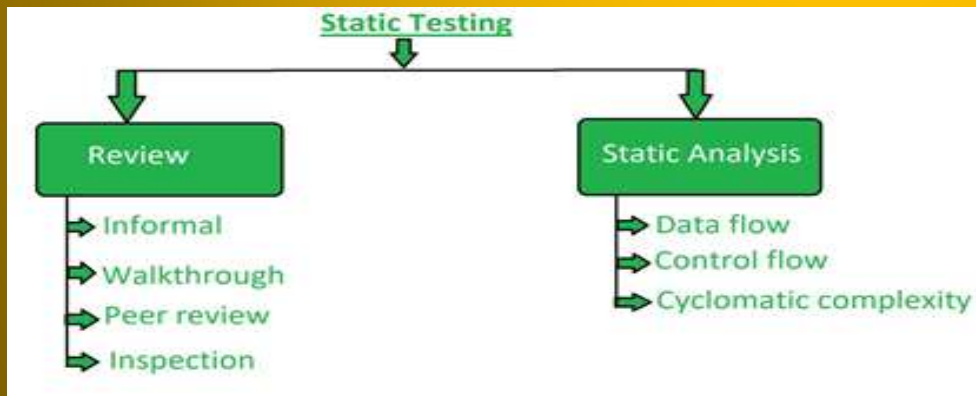 Static Testing
Review
Informal
Walkthrough
Peer review
Inspection
Static Analysis
Data flow
Control flow
Cyclomatic complexity